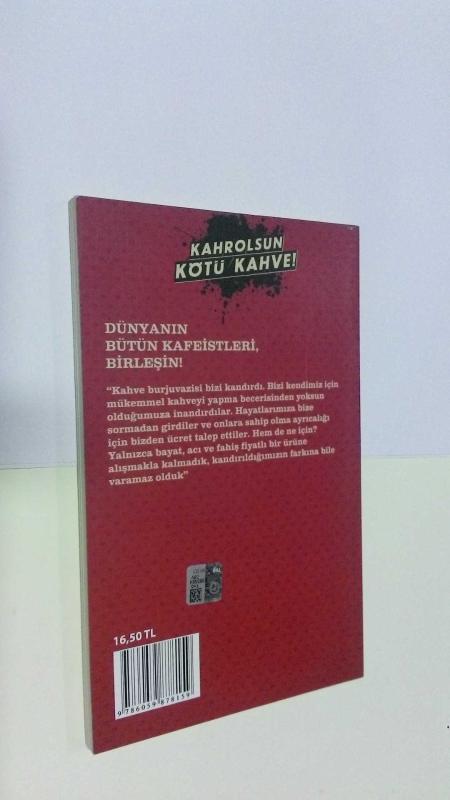 KAHROLSUN
KÖTÜ KAHVE!
DÜNYANIN
BÜTÜN KAFEİSTLERİ,
BİRLEŞİN!
“Kahve burjuvazisi bizi kandırdı. Bizi kendimiz için
mükemmel kahveyi yapma becerisinden yoksun
olduğumuza inandırdılar. Hayatlarımıza bize
sormadan girdiler ve onlara sahip olma ayrıcalığı
için bizden ücret talep ettiler. Hem de ne için?
Yalnızca bayat, acı ve fahiş fiyatlı bir ürüne
alışmakla kalmadık, kandırıldığımızın farkına bile
varamaz olduk”
16,50 TL
9 786059 878159